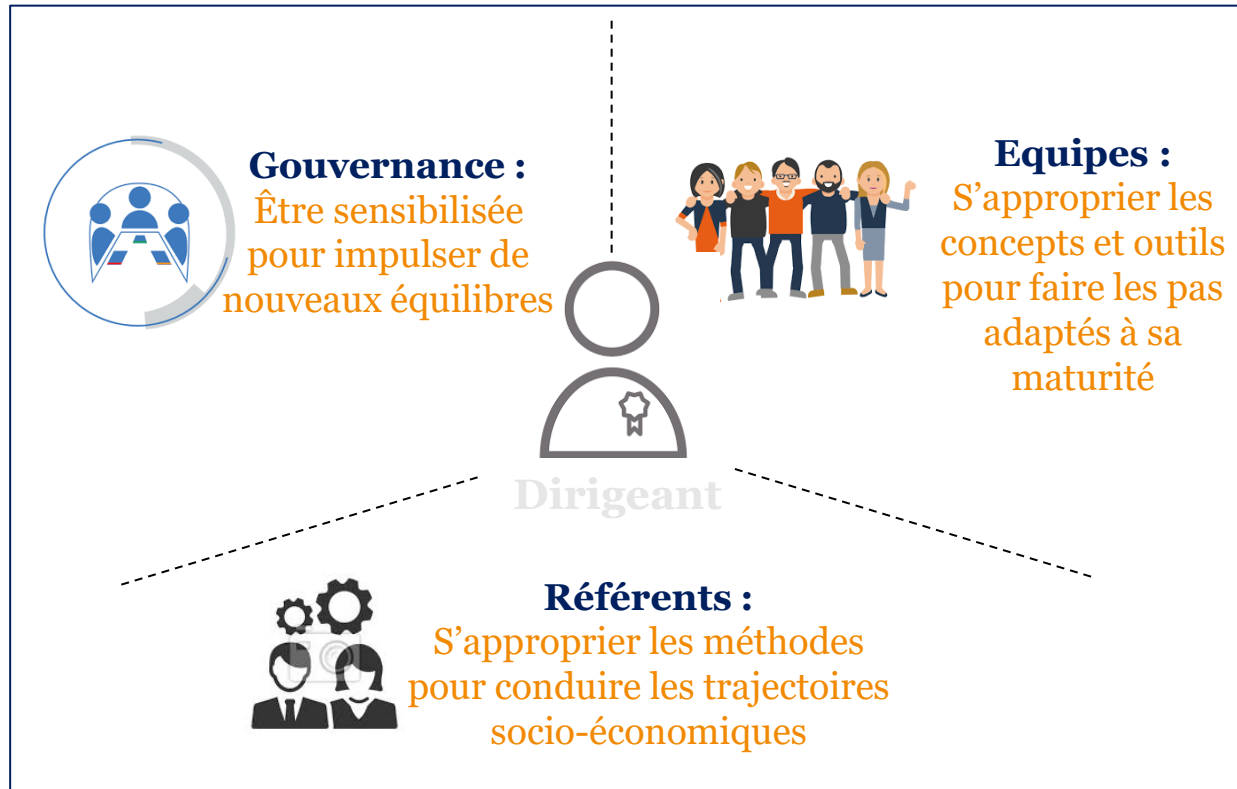 Gouvernance :
Être sensibilisée
pour impulser de
nouveaux équilibres
Equipes :
S’approprier les
concepts et outils
pour faire les pas
adaptés à sa
maturité
Dirigeant
Référents :
S’approprier les méthodes
pour conduire les trajectoires
socio-économiques